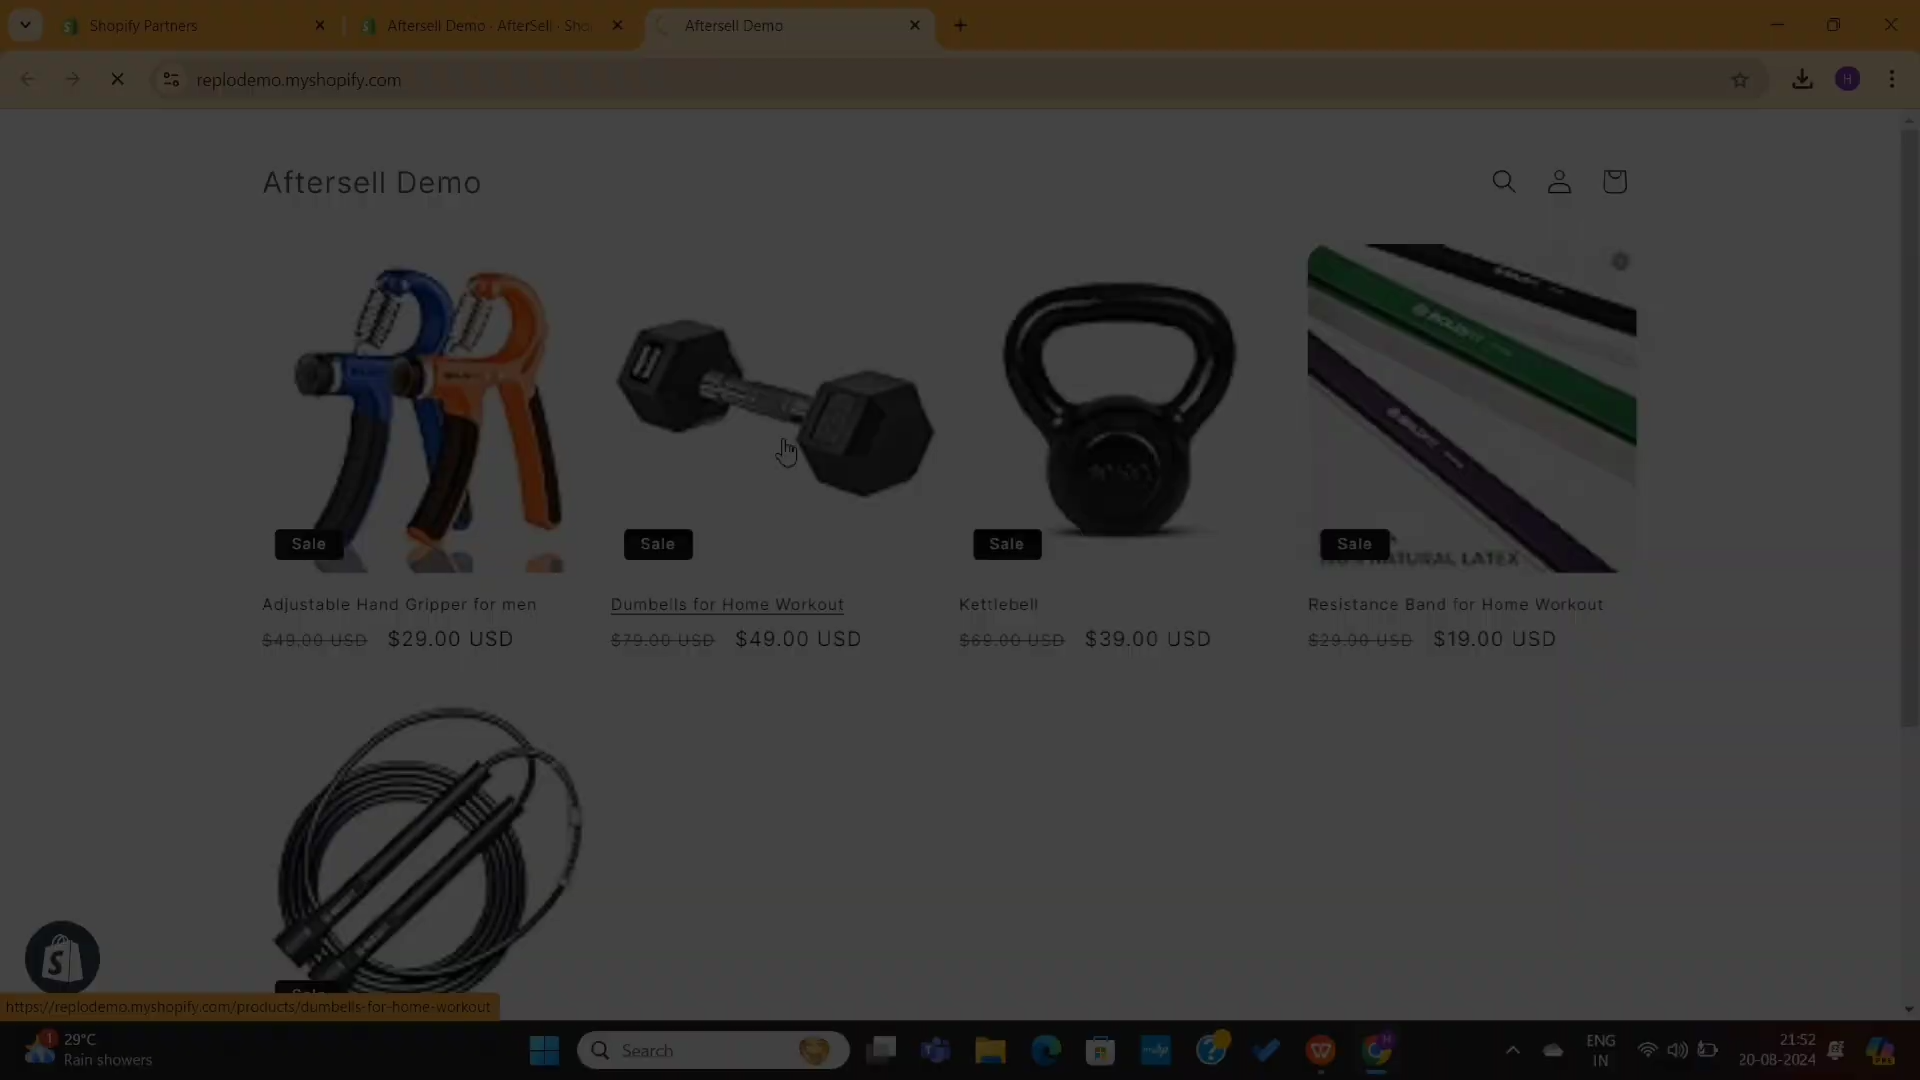 Shopify Partners
Aftersell Demo · AfterSell · Sho
Aftersell Demo
replodemo.myshopify.com
H
Aftersell Demo
Sale
Sale
Sale
Sale
NATURAL LATEX
Adjustable Hand Gripper for men
Dumbells for Home Workout
Kettlebell
Resistance Band for Home Workout
$49.00 USD $29.00 USD
$79.00 USD $49.00 USD
$69.00 USD $39.00 USD
$29.00 USD $19.00 USD
Sale
https://replodemo.myshopify.com/products/dumbells-for-home-workout
1
29°C
Rain showers
Search
ENG
IN
21:52
20-08-2024